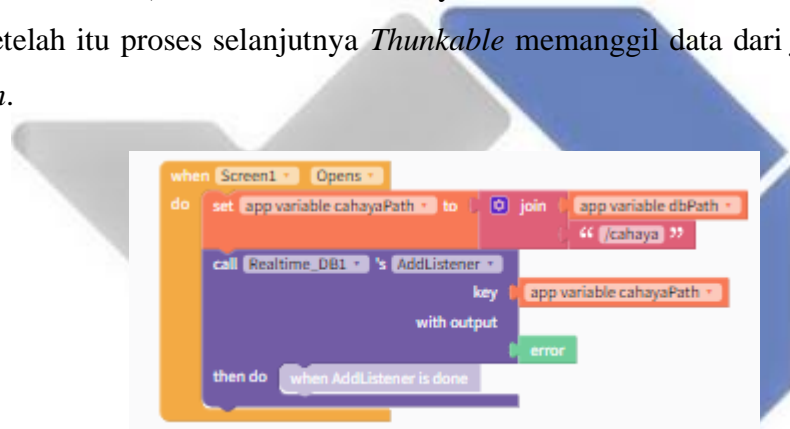 etelah itu proses selanjutnya Thunkable memanggil data dari
when Screen1 Opens
do set app variable cahayaPath to join app variable dbPath
“ /cahaya ”
call Realtime_DB1 's AddListener
key app variable cahayaPath
with output
error
then do when AddListener is done